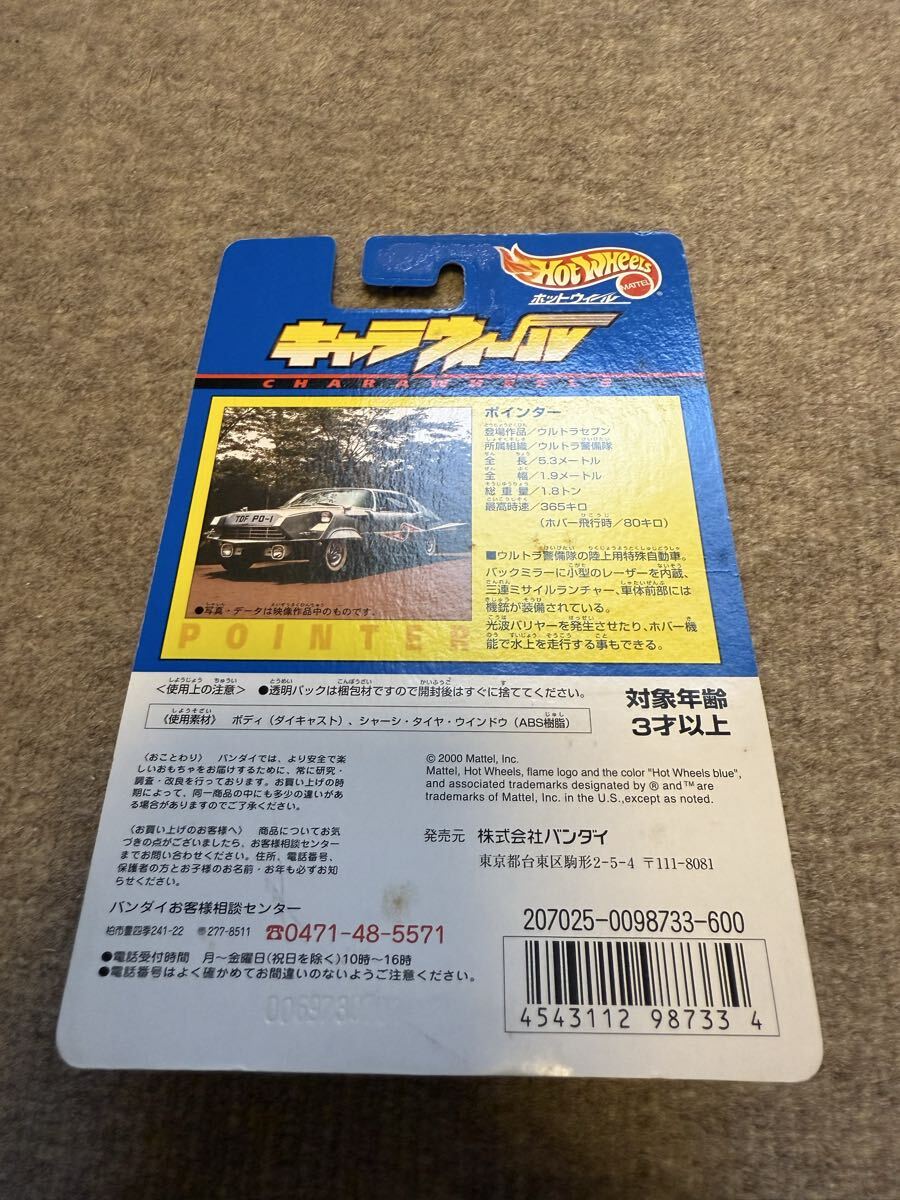 HOT WHEELS
MATTEL
ホットウィール
キャラウィール
CHARAWHEELS
ポインター
登場作品/ウルトラセブン
所属組織/ウルトラ警備隊
全長/5.3メートル
全幅/1.9メートル
総重量/1.8トン
最高時速/365キロ
(ホバー飛行時/80キロ)
TDF PO-1
●写真・データは映像作品中のものです。
POINTER
■ウルトラ警備隊の陸上用特殊自動車。
バックミラーに小型のレーザーを内蔵、
三連ミサイルランチャー、車体前部には
機銃が装備されている。
光波バリヤーを発生させたり、ホバー機
能で水上を走行する事もできる。
<使用上の注意> ●透明パックは梱包材ですので開封後はすぐに捨ててください。
《使用素材》 ボディ(ダイキャスト)、シャーシ・タイヤ・ウインドウ(ABS樹脂)
対象年齢
3才以上
〈おことわり〉 バンダイでは、より安全で楽
しいおもちゃをお届けするために、常に研究・
調査・改良を行っております。お買い上げの時
期によって、同一商品の中にも多少の違いがあ
る場合がありますのでご了承ください。
〈お買い上げのお客様へ〉 商品についてお気
づきの点がございましたら、お客様相談センター
までお問い合わせください。住所、電話番号、
保護者の方とお子様のお名前・お年も必ずお知
らせください。
バンダイお客様相談センター
柏市豊四季241-22 〒277-8511 ☎0471-48-5571
●電話受付時間 月〜金曜日(祝日を除く)10時〜16時
●電話番号はよく確かめてお間違いのないようご注意ください。
© 2000 Mattel, Inc.
Mattel, Hot Wheels, flame logo and the color "Hot Wheels blue",
and associated trademarks designated by ® and ™ are
trademarks of Mattel, Inc. in the U.S.,except as noted.
発売元 株式会社バンダイ
東京都台東区駒形2-5-4 〒111-8081
207025-0098733-600
4543112 98733 4